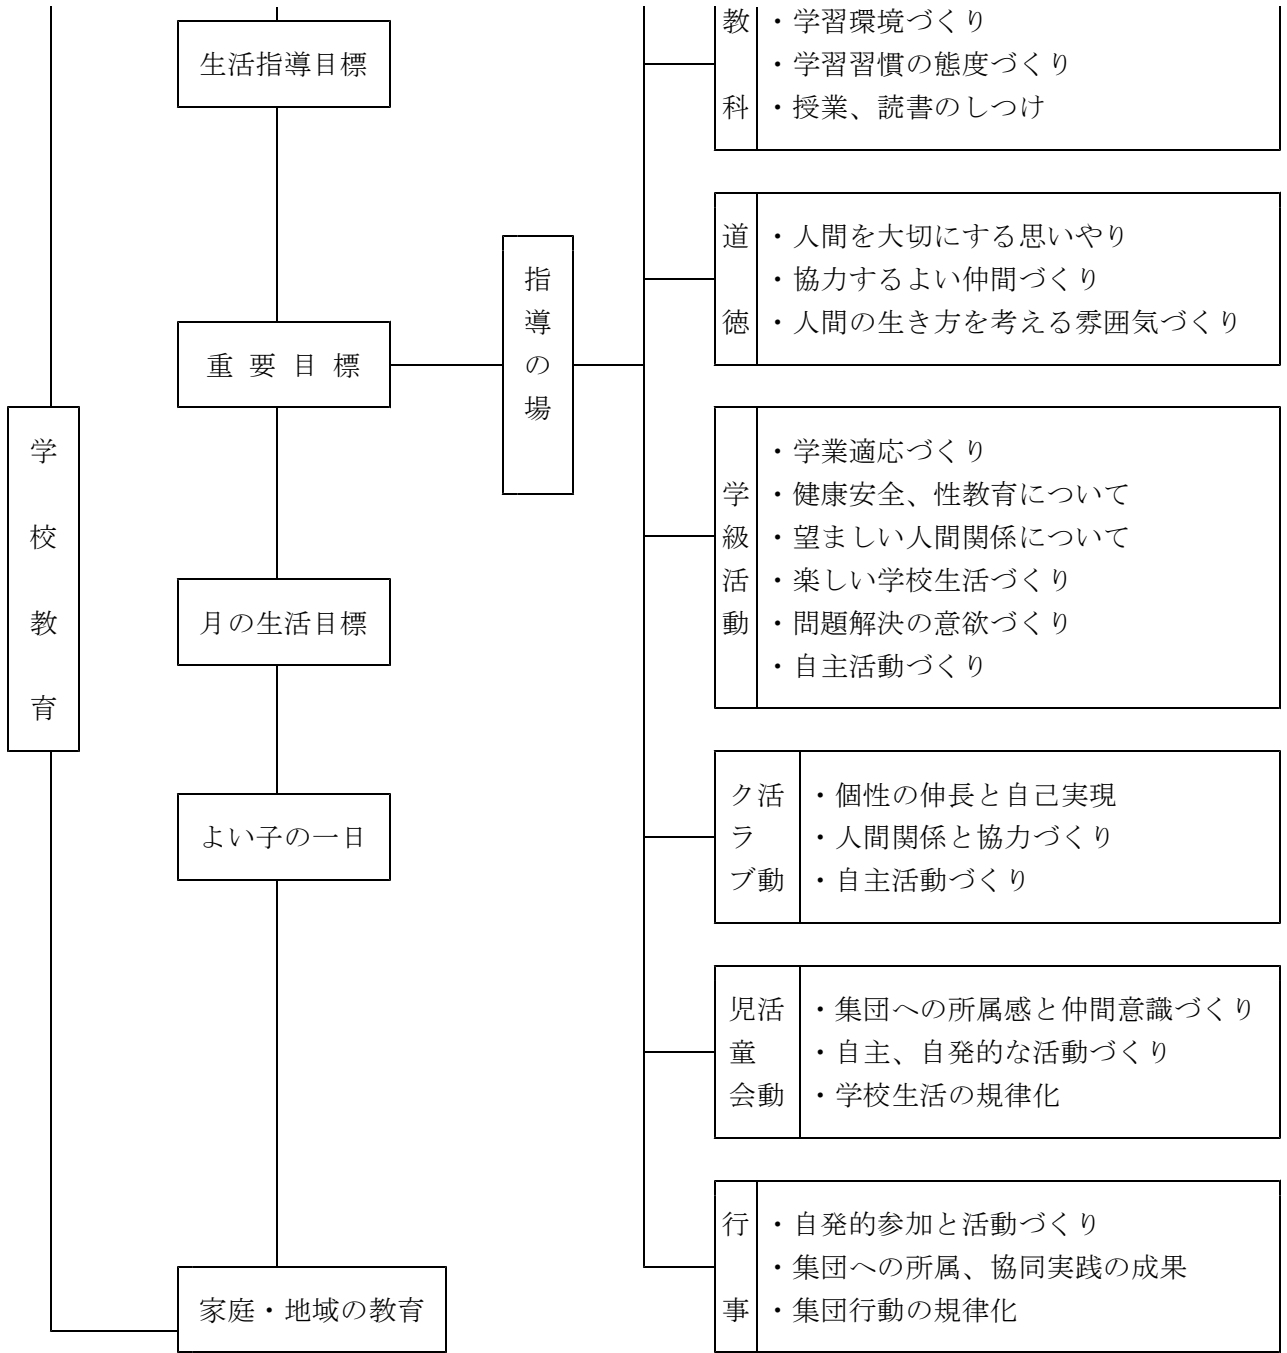 学校教育
生活指導目標
重要目標
月の生活目標
よい子の一日
家庭・地域の教育
指導の場
教科
・学習環境づくり
・学習習慣の態度づくり
・授業、読書のしつけ
道徳
・人間を大切にする思いやり
・協力するよい仲間づくり
・人間の生き方を考える雰囲気づくり
学級活動
・学業適応づくり
・健康安全、性教育について
・望ましい人間関係について
・楽しい学校生活づくり
・問題解決の意欲づくり
・自主活動づくり
クラブ活動
・個性の伸長と自己実現
・人間関係と協力づくり
・自主活動づくり
児童会活動
・集団への所属感と仲間意識づくり
・自主、自発的な活動づくり
・学校生活の規律化
行事
・自発的参加と活動づくり
・集団への所属、協同実践の成果
・集団行動の規律化